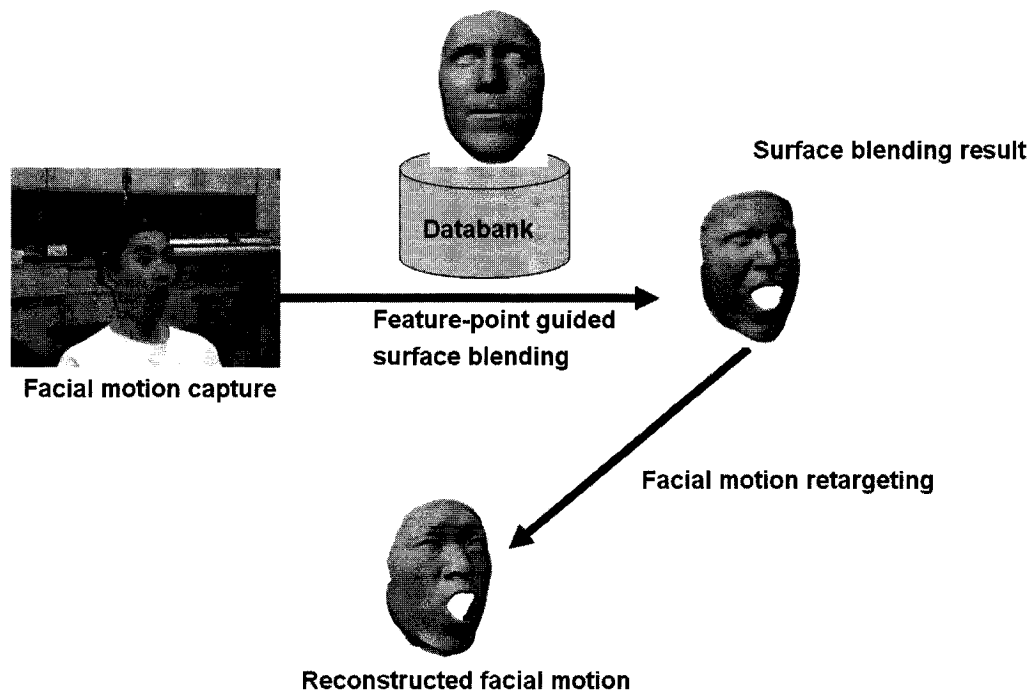 Surface blending result
Databank
Feature-point guided
surface blending
Facial motion capture
Facial motion retargeting
Reconstructed facial motion